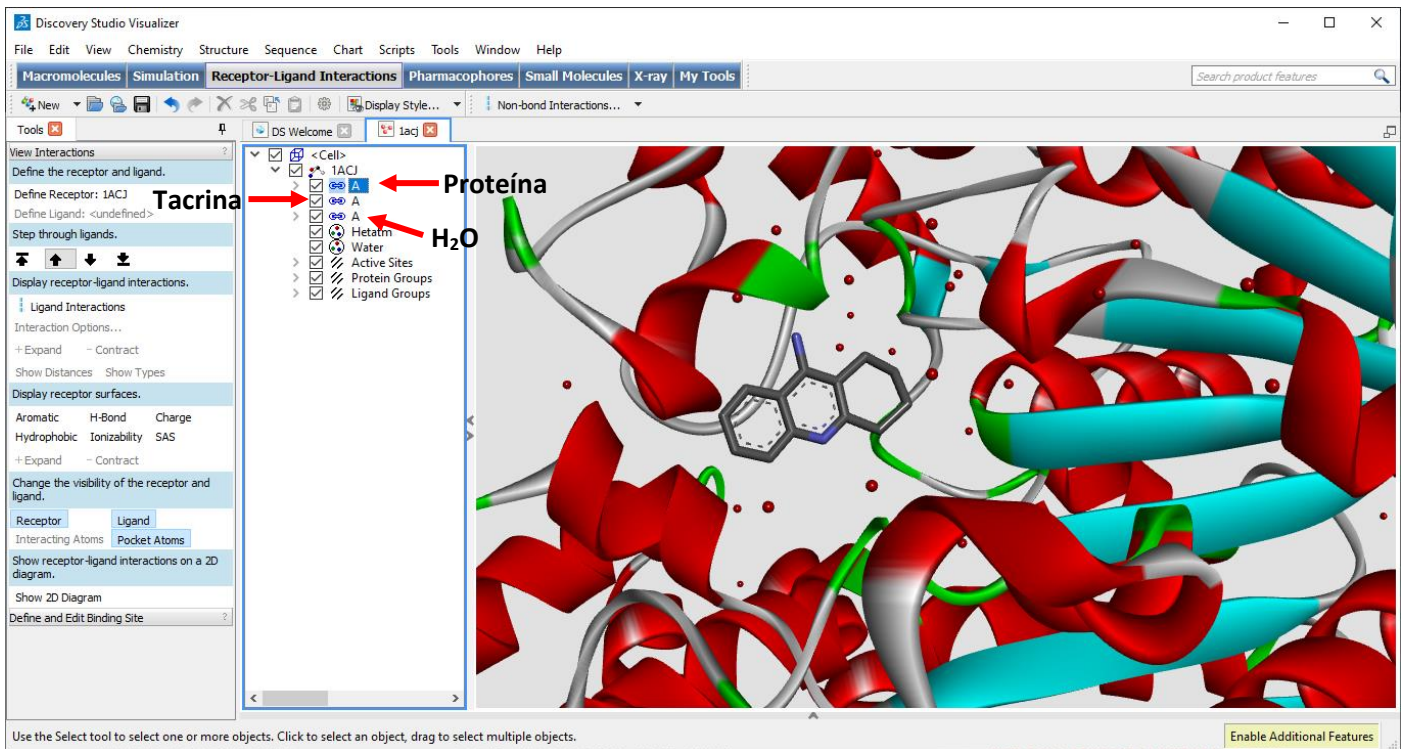 Discovery Studio Visualizer
File Edit View Chemistry Structure Sequence Chart Scripts Tools Window Help
Macromolecules Simulation Receptor-Ligand Interactions Pharmacophores Small Molecules X-ray My Tools
Search product features
New Display Style... Non-bond Interactions...
Tools
DS Welcome 1acj
View Interactions ?
Define the receptor and ligand.
Define Receptor: 1ACJ
Define Ligand: <undefined>
Step through ligands.
Display receptor-ligand interactions.
Ligand Interactions
Interaction Options...
+Expand - Contract
Show Distances Show Types
Display receptor surfaces.
Aromatic H-Bond Charge
Hydrophobic Ionizability SAS
+Expand - Contract
Change the visibility of the receptor and
ligand.
Receptor Ligand
Interacting Atoms Pocket Atoms
Show receptor-ligand interactions on a 2D
diagram.
Show 2D Diagram
Define and Edit Binding Site ?
<Cell>
1ACJ
A
A
A
Hetatm
Water
Active Sites
Protein Groups
Ligand Groups
Proteína
Tacrina
H₂O
Use the Select tool to select one or more objects. Click to select an object, drag to select multiple objects.
Enable Additional Features